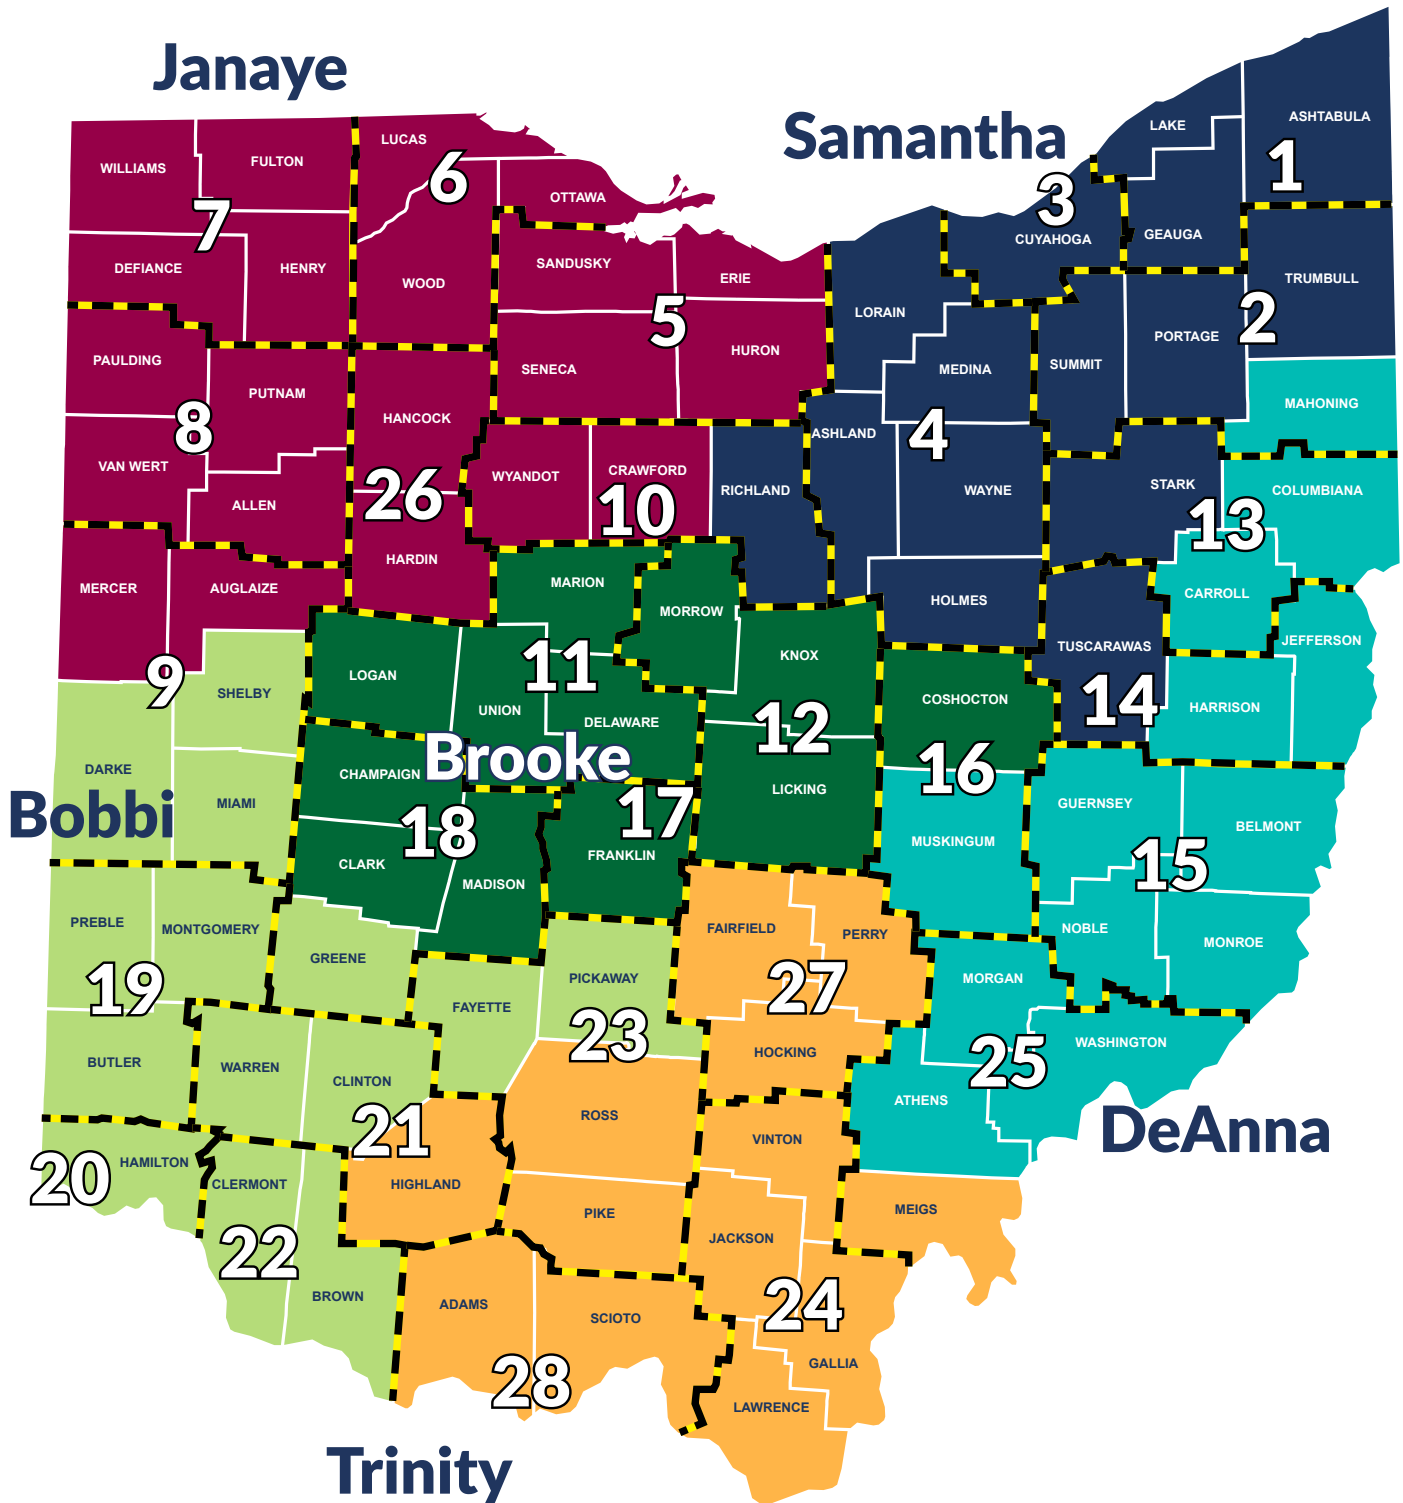 Janaye
Samantha
LUCAS
LAKE
ASHTABULA
WILLIAMS
FULTON
6
1
OTTAWA
3
7
CUYAHOGA
GEAUGA
DEFIANCE
HENRY
SANDUSKY
ERIE
WOOD
TRUMBULL
LORAIN
2
5
PORTAGE
PAULDING
HURON
SENECA
MEDINA
SUMMIT
PUTNAM
MAHONING
HANCOCK
8
ASHLAND
4
VAN WERT
WYANDOT
CRAWFORD
RICHLAND
WAYNE
STARK
COLUMBIANA
ALLEN
26
10
13
HARDIN
MERCER
AUGLAIZE
MARION
CARROLL
MORROW
HOLMES
JEFFERSON
TUSCARAWAS
KNOX
LOGAN
11
9
SHELBY
COSHOCTON
14
HARRISON
UNION
DELAWARE
12
Brooke
DARKE
CHAMPAIGN
16
LICKING
Bobbi
MIAMI
GUERNSEY
17
BELMONT
18
MUSKINGUM
FRANKLIN
CLARK
15
MADISON
PREBLE
MONTGOMERY
FAIRFIELD
PERRY
NOBLE
MONROE
GREENE
PICKAWAY
MORGAN
19
27
FAYETTE
23
WASHINGTON
HOCKING
BUTLER
WARREN
25
CLINTON
ATHENS
ROSS
21
DeAnna
VINTON
HAMILTON
20
CLERMONT
HIGHLAND
PIKE
MEIGS
JACKSON
22
BROWN
ADAMS
24
SCIOTO
GALLIA
28
LAWRENCE
Trinity